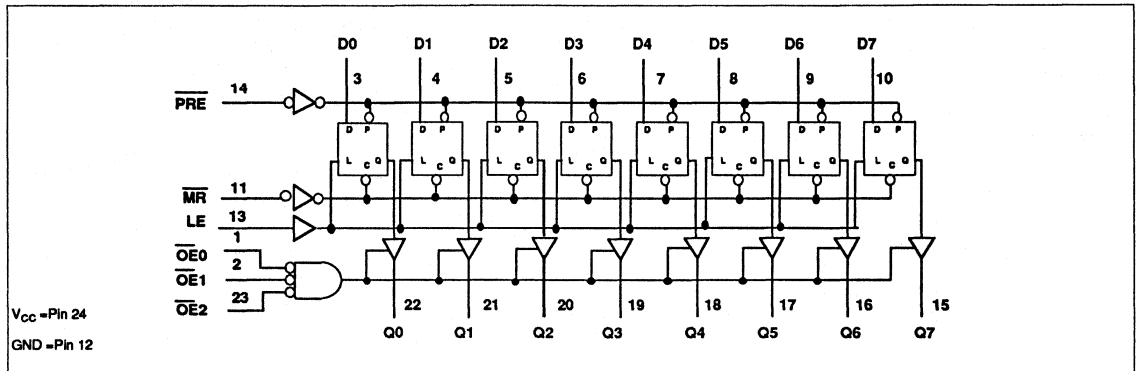 D0 D1 D2 D3 D4 D5 D6 D7
3 4 5 6 7 8 9 10
PRE 14
D P D P D P D P D P D P D P D P
L C Q L C Q L C Q L C Q L C Q L C Q L C Q L C Q
MR 11
LE 13
OE0 1
OE1 2
OE2 23
22 21 20 19 18 17 16 15
Q0 Q1 Q2 Q3 Q4 Q5 Q6 Q7
VCC =Pin 24
GND =Pin 12